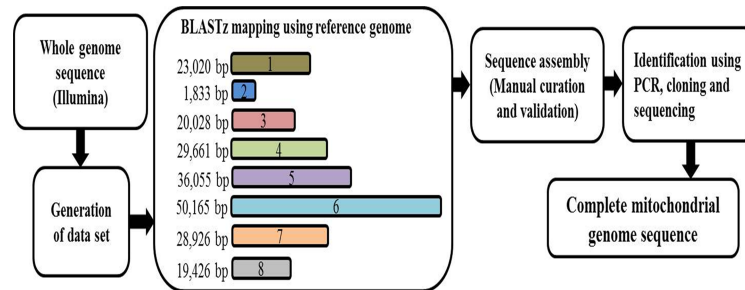 Whole genome
sequence
(Illumina)
Generation
of data set
BLASTz mapping using reference genome
23,020 bp 1
1,833 bp 2
20,028 bp 3
29,661 bp 4
36,055 bp 5
50,165 bp 6
28,926 bp 7
19,426 bp 8
Sequence assembly
(Manual curation
and validation)
Identification using
PCR, cloning and
sequencing
Complete mitochondrial
genome sequence